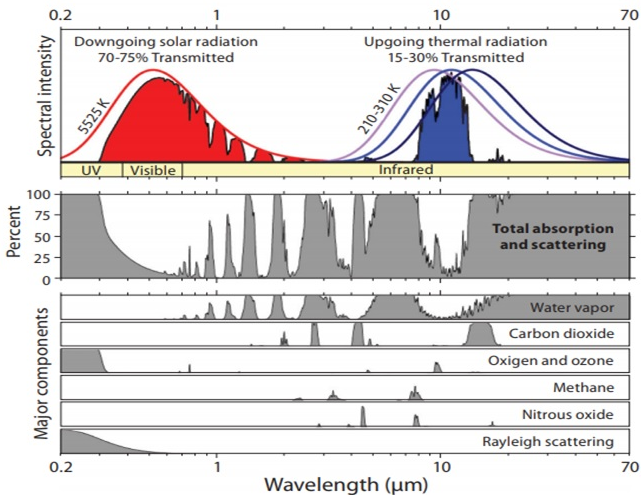 0.2 1 10 70
Downgoing solar radiation
70-75% Transmitted
Upgoing thermal radiation
15-30% Transmitted
Spectral intensity
5525 K
210-310 K
UV Visible Infrared
Percent
100
75
50
25
0
Total absorption
and scattering
Major components
Water vapor
Carbon dioxide
Oxigen and ozone
Methane
Nitrous oxide
Rayleigh scattering
0.2 1 10 70
Wavelength (μm)